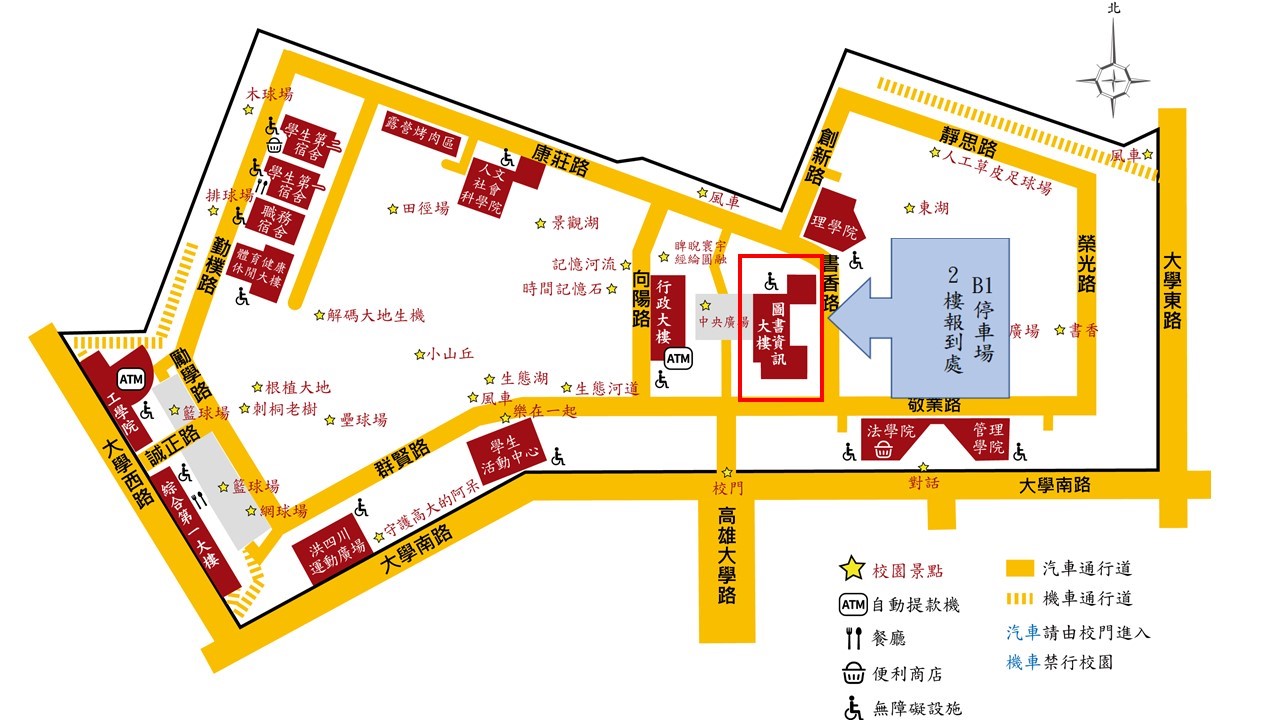 北
木球場
學生第二
宿舍
學生第一
宿舍
排球場
職務
宿舍
體育健康
休閒大樓
勤樸路
露營烤肉區
人文
社會
科學院
康莊路
田徑場
景觀湖
記憶河流
時間記憶石
解碼大地生機
小山丘
根植大地
刺桐老樹
壘球場
生態湖
風車
生態河道
樂在一起
風車
睥睨寰宇
經綸圓融
向陽路
行政大樓
ATM
中央廣場
圖書資訊
大樓
書香路
創新路
理學院
靜思路
人工草皮足球場
風車
東湖
榮光路
大學東路
B1停車場
2樓報到處
廣場
書香
敬業路
法學院
管理
學院
對話
大學南路
校門
高雄大學路
ATM
工學院
勵學路
籃球場
誠正路
大學西路
綜合第一大樓
籃球場
網球場
群賢路
學生
活動中心
守護高大的阿呆
洪四川
運動廣場
大學南路
校園景點
ATM 自動提款機
餐廳
便利商店
無障礙設施
汽車通行道
機車通行道
汽車請由校門進入
機車禁行校園